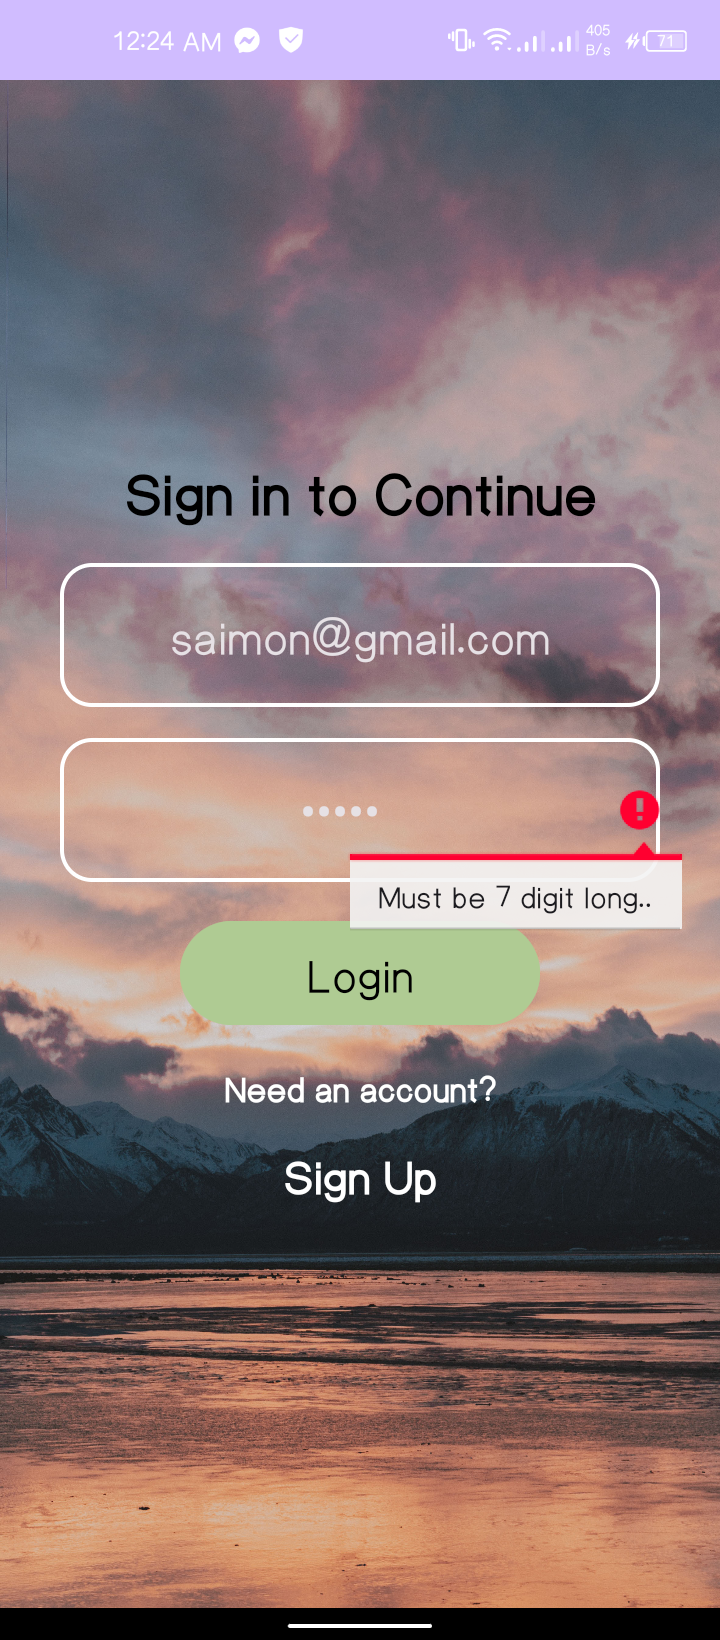 12:24 AM
405
B/s
71
Sign in to Continue
saimon@gmail.com
•••••
Must be 7 digit long..
Login
Need an account?
Sign Up